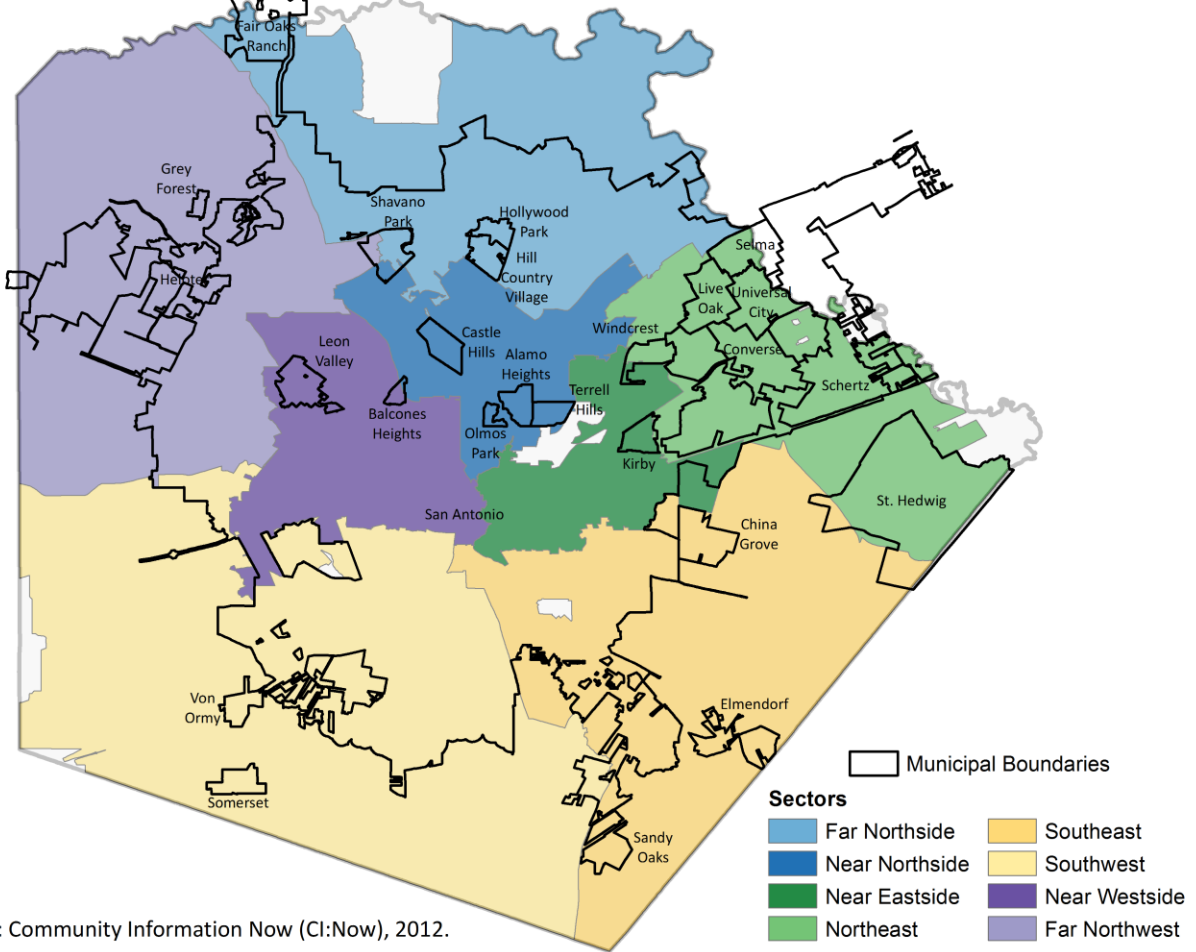 Fair Oaks
Ranch
Grey
Forest
Shavano
Park
Hollywood
Park
Hill
Country
Village
Selma
Helotes
Live
Oak
Universal
City
Windcrest
Castle
Hills
Leon
Valley
Alamo
Heights
Converse
Terrell
Hills
Schertz
Balcones
Heights
Olmos
Park
Kirby
St. Hedwig
San Antonio
China
Grove
Von
Ormy
Elmendorf
Somerset
Sandy
Oaks
Municipal Boundaries
Sectors
Far Northside
Near Northside
Near Eastside
Northeast
Southeast
Southwest
Near Westside
Far Northwest
: Community Information Now (CI:Now), 2012.